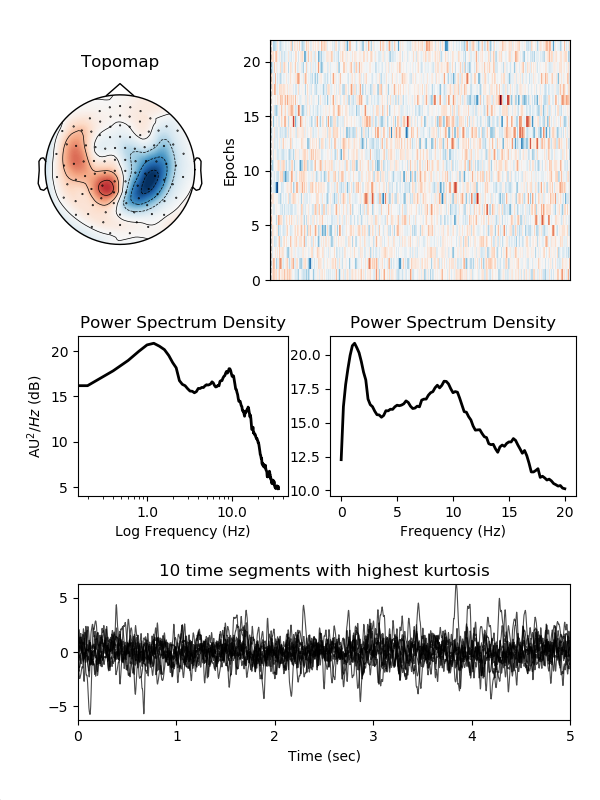 Topomap
Epochs
20
15
10
5
0
Power Spectrum Density
AU²/Hz (dB)
20
15
10
5
1.0 10.0
Log Frequency (Hz)
Power Spectrum Density
20.0
17.5
15.0
12.5
10.0
0 5 10 15 20
Frequency (Hz)
10 time segments with highest kurtosis
5
0
−5
0 1 2 3 4 5
Time (sec)